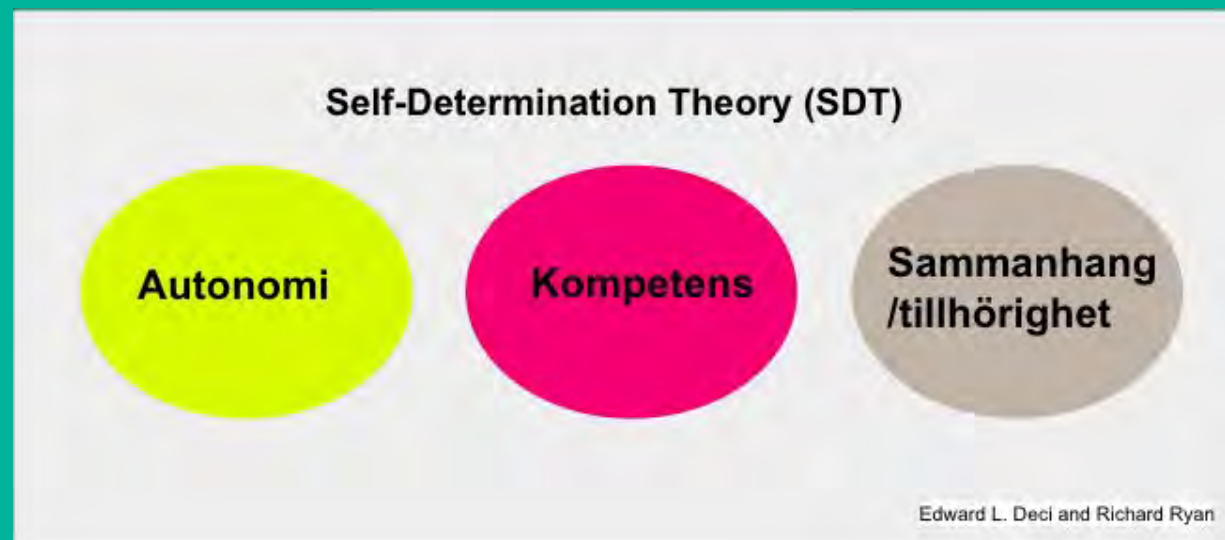 Self-Determination Theory (SDT)
Autonomi
Kompetens
Sammanhang
/tillhörighet
Edward L. Deci and Richard Ryan